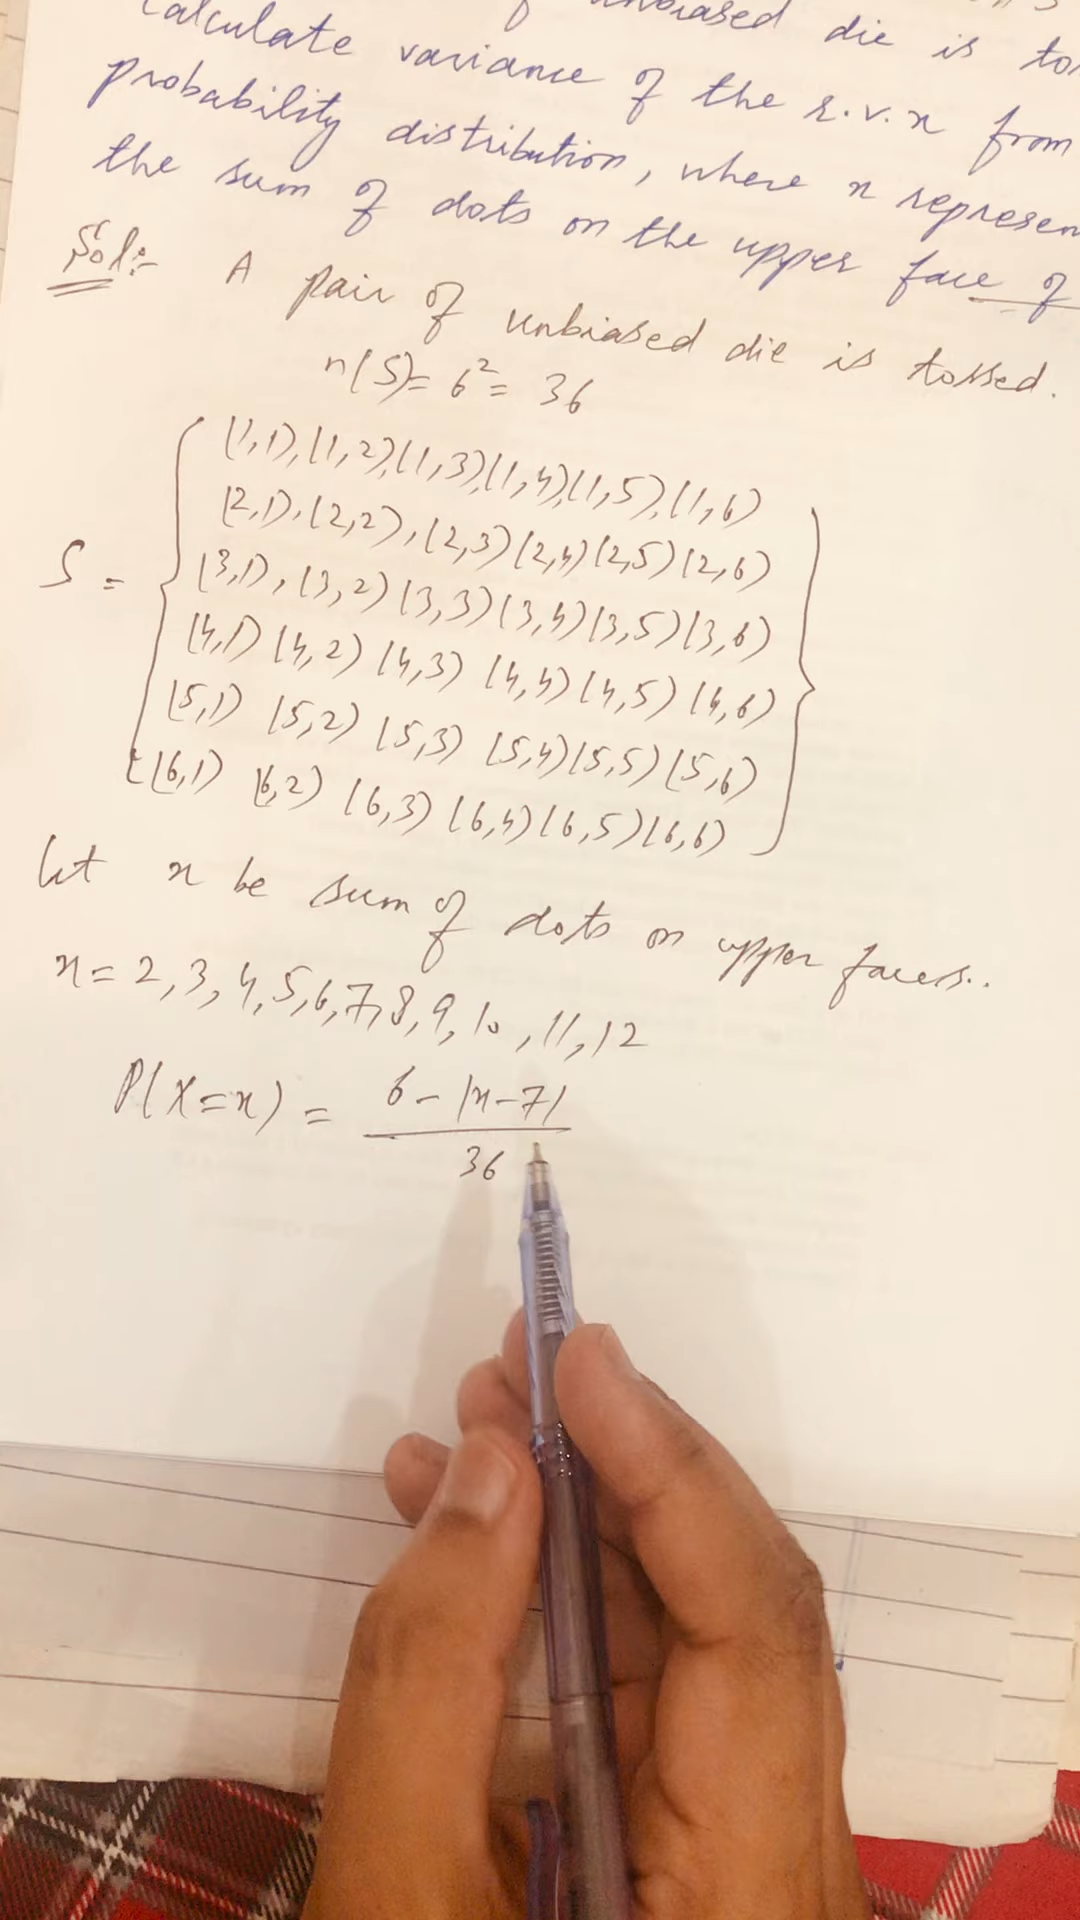 unbiased die is
Calculate variance of the r.v. x from
probability distribution, where x represen
the sum of dots on the upper face of
Sol:-
A pair of unbiased die is tossed.
n(S)= 6²= 36
S = { (1,1),(1,2),(1,3),(1,4),(1,5),(1,6)
(2,1),(2,2),(2,3)(2,4)(2,5)(2,6)
(3,1),(3,2)(3,3)(3,4)(3,5)(3,6)
(4,1)(4,2)(4,3)(4,4)(4,5)(4,6)
(5,1)(5,2)(5,3)(5,4)(5,5)(5,6)
(6,1)(6,2)(6,3)(6,4)(6,5)(6,6) }
let x be sum of dots on upper faces..
x= 2,3,4,5,6,7,8,9,10,11,12
P(X=x) = 6-|x-7|
36